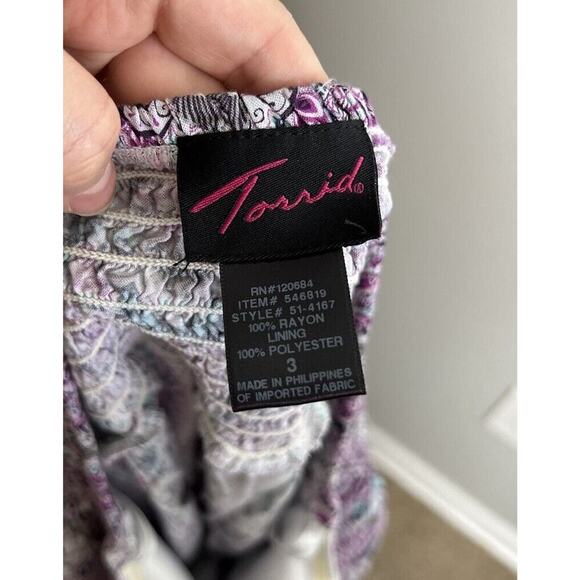 Torrid®
RN#120684
ITEM# 546819
STYLE# 51-4167
100% RAYON
LINING
100% POLYESTER
3
MADE IN PHILIPPINES
OF IMPORTED FABRIC